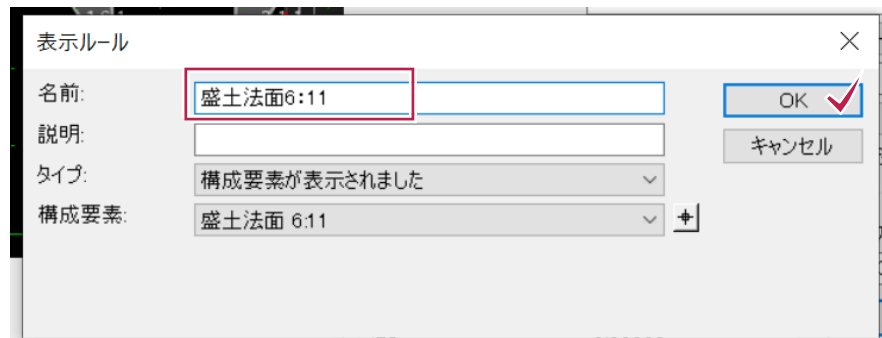 表示ルール
名前:
盛土法面6：11
OK
説明:
キャンセル
タイプ:
構成要素が表示されました
構成要素:
盛土法面 6:11